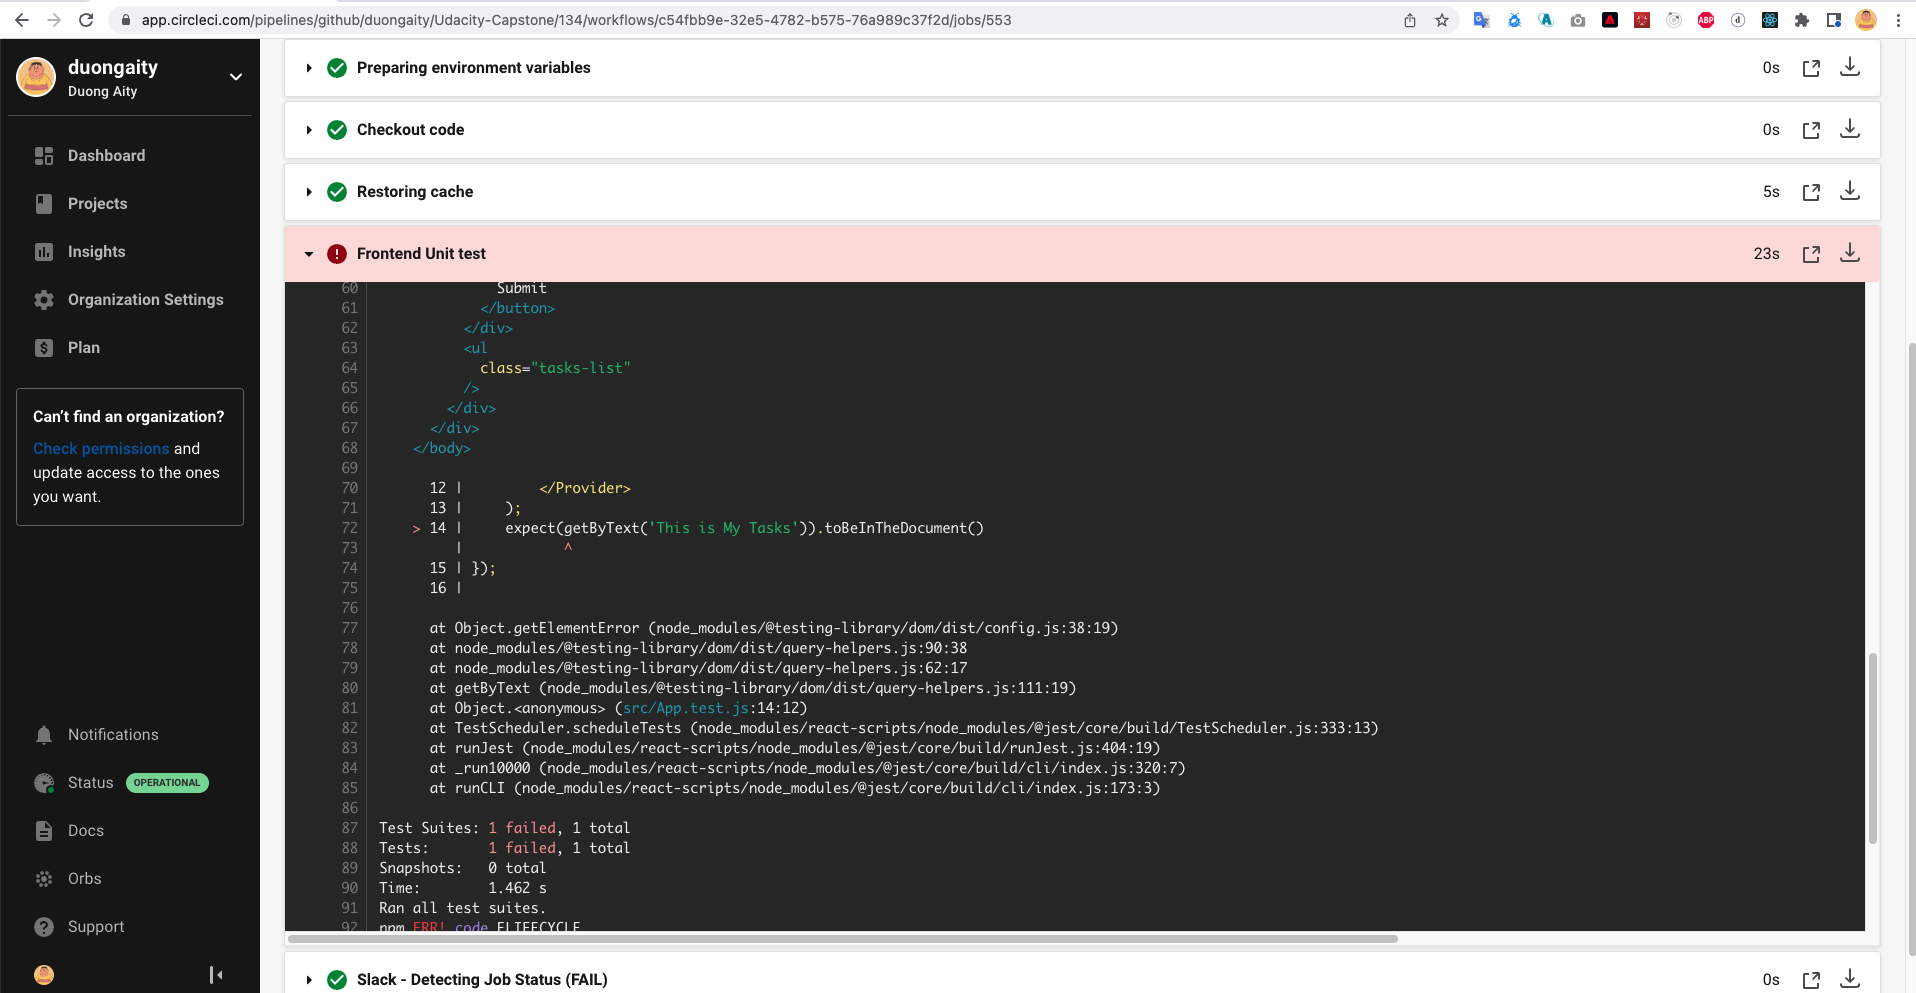 app.circleci.com/pipelines/github/duongaity/Udacity-Capstone/134/workflows/c54fbb9e-32e5-4782-b575-76a989c37f2d/jobs/553
ABP
duongaity
Duong Aity
Dashboard
Projects
Insights
Organization Settings
Plan
Can't find an organization?
Check permissions and
update access to the ones
you want.
Notifications
Status OPERATIONAL
Docs
Orbs
Support
Preparing environment variables 0s
Checkout code 0s
Restoring cache 5s
Frontend Unit test 23s
60 Submit
61 </button>
62 </div>
63 <ul
64 class="tasks-list"
65 />
66 </div>
67 </div>
68 </body>
69
70 12 | </Provider>
71 13 | );
72 > 14 | expect(getByText('This is My Tasks')).toBeInTheDocument()
73 | ^
74 15 | });
75 16 |
76
77 at Object.getElementError (node_modules/@testing-library/dom/dist/config.js:38:19)
78 at node_modules/@testing-library/dom/dist/query-helpers.js:90:38
79 at node_modules/@testing-library/dom/dist/query-helpers.js:62:17
80 at getByText (node_modules/@testing-library/dom/dist/query-helpers.js:111:19)
81 at Object.<anonymous> (src/App.test.js:14:12)
82 at TestScheduler.scheduleTests (node_modules/react-scripts/node_modules/@jest/core/build/TestScheduler.js:333:13)
83 at runJest (node_modules/react-scripts/node_modules/@jest/core/build/runJest.js:404:19)
84 at _run10000 (node_modules/react-scripts/node_modules/@jest/core/build/cli/index.js:320:7)
85 at runCLI (node_modules/react-scripts/node_modules/@jest/core/build/cli/index.js:173:3)
86
87 Test Suites: 1 failed, 1 total
88 Tests: 1 failed, 1 total
89 Snapshots: 0 total
90 Time: 1.462 s
91 Ran all test suites.
92 npm ERR! code ELIFECYCLE
Slack - Detecting Job Status (FAIL) 0s